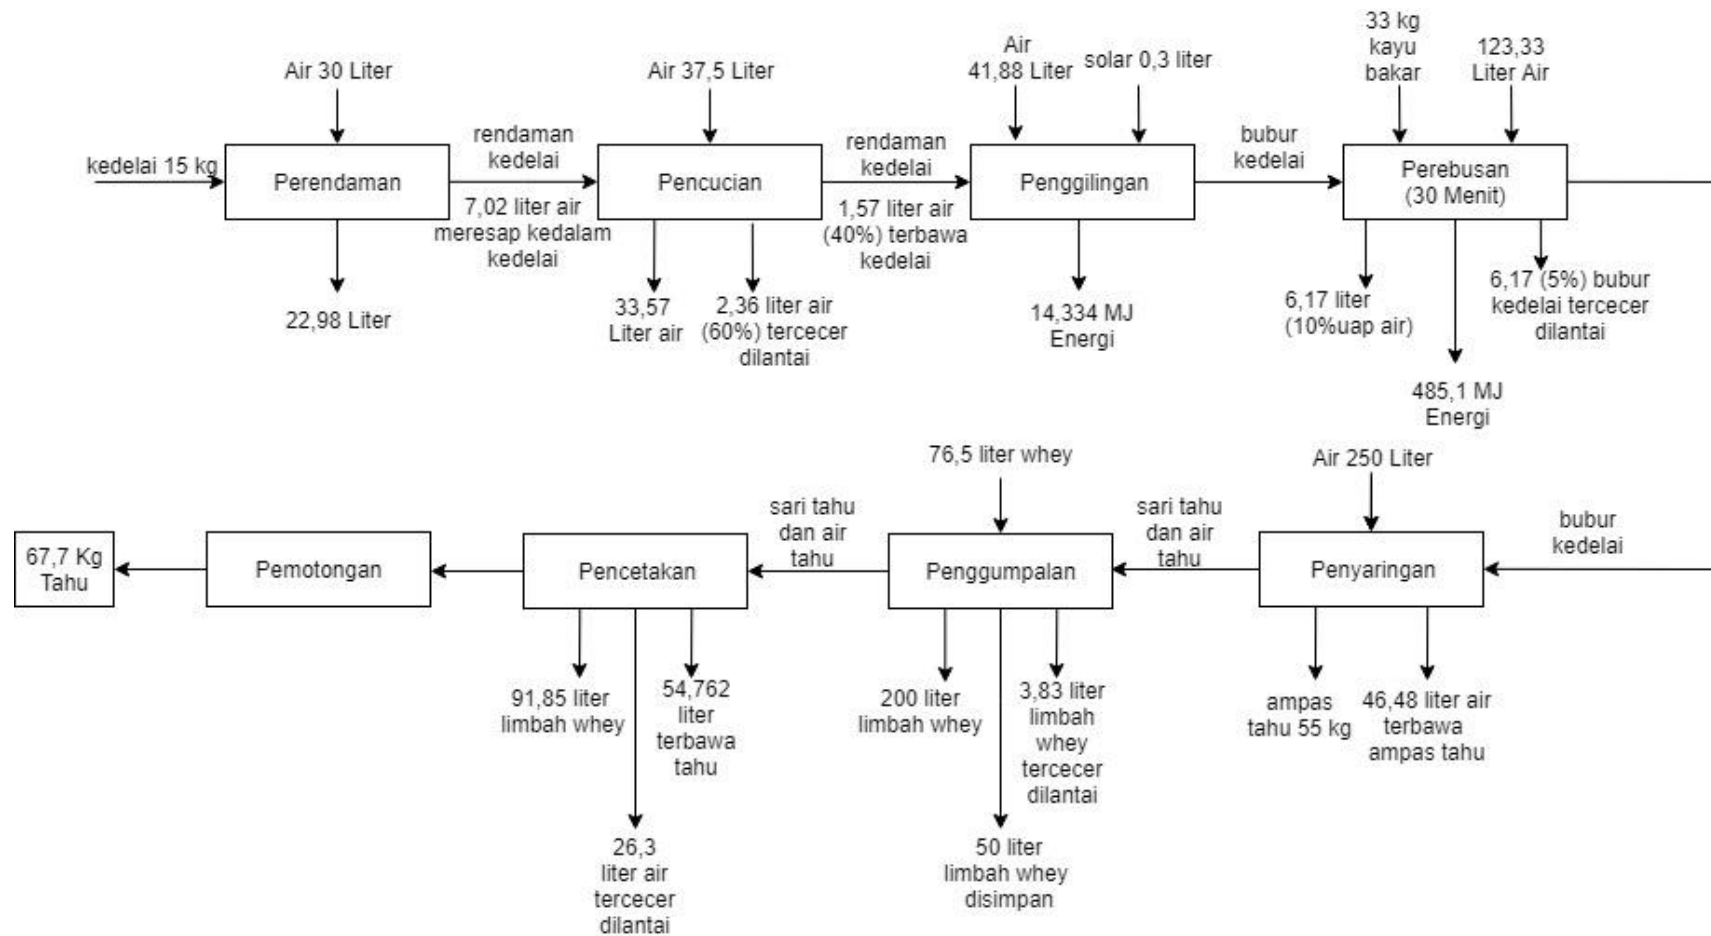 Air 30 Liter
kedelai 15 kg
Perendaman
22,98 Liter
rendaman
kedelai
7,02 liter air
meresap kedalam
kedelai
Air 37,5 Liter
Pencucian
33,57
Liter air
2,36 liter air
(60%) tercecer
dilantai
rendaman
kedelai
1,57 liter air
(40%) terbawa
kedelai
Air
41,88 Liter
solar 0,3 liter
Penggilingan
14,334 MJ
Energi
bubur
kedelai
33 kg
kayu
bakar
123,33
Liter Air
Perebusan
(30 Menit)
6,17 liter
(10%uap air)
485,1 MJ
Energi
6,17 (5%) bubur
kedelai tercecer
dilantai
bubur
kedelai
Air 250 Liter
Penyaringan
ampas
tahu 55 kg
46,48 liter air
terbawa
ampas tahu
sari tahu
dan air
tahu
76,5 liter whey
Penggumpalan
200 liter
limbah whey
50 liter
limbah whey
disimpan
3,83 liter
limbah
whey
tercecer
dilantai
sari tahu
dan air
tahu
Pencetakan
91,85 liter
limbah whey
26,3
liter air
tercecer
dilantai
54,762
liter
terbawa
tahu
Pemotongan
67,7 Kg
Tahu